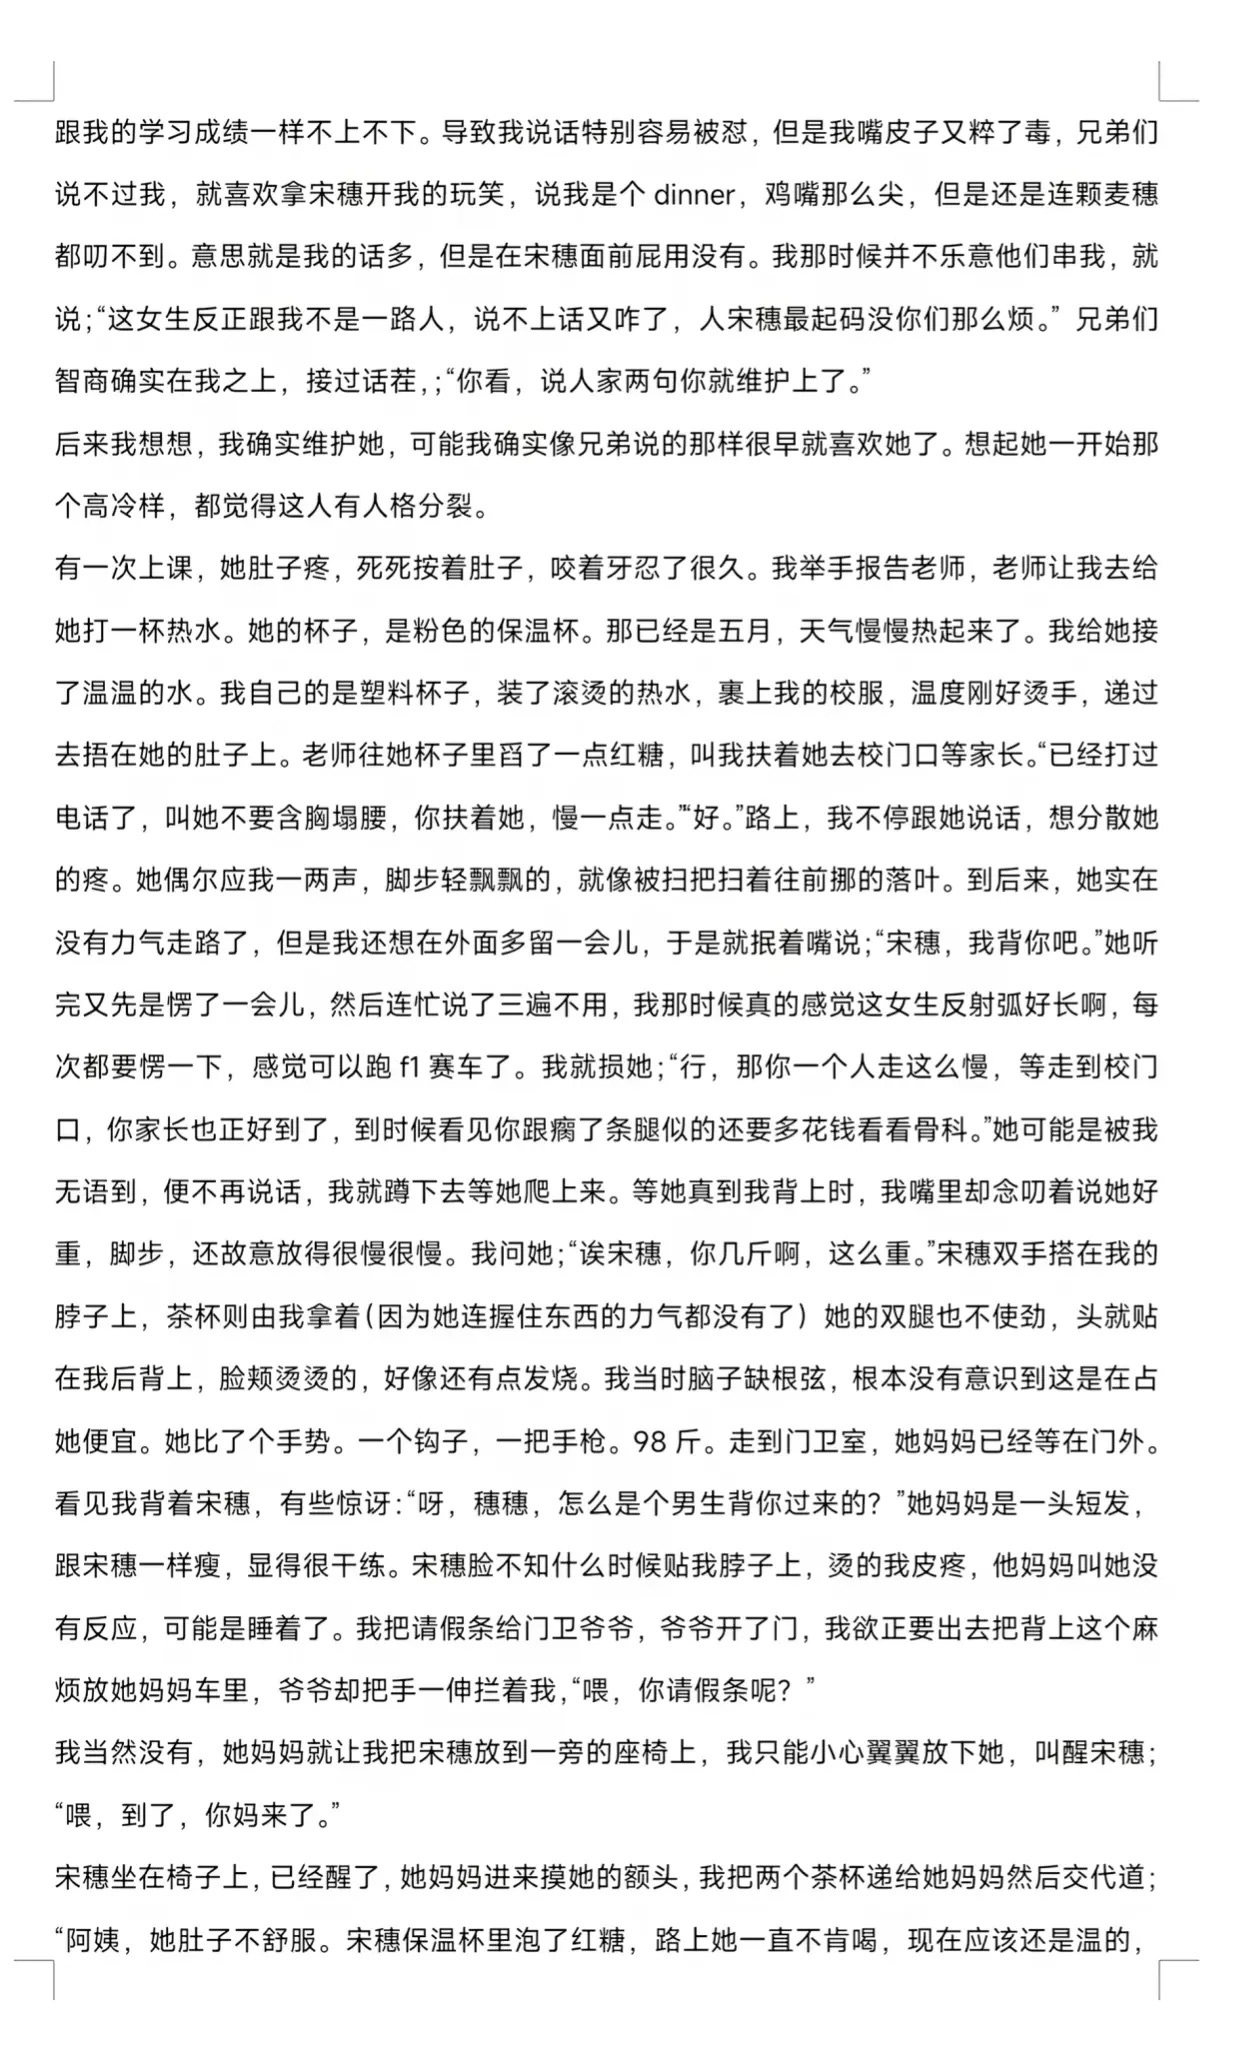 跟我的学习成绩一样不上不下。导致我说话特别容易被怼，但是我嘴皮子又粹了毒，兄弟们
说不过我，就喜欢拿宋穗开我的玩笑，说我是个 dinner，鸡嘴那么尖，但是还是连颗麦穗
都叨不到。意思就是我的话多，但是在宋穗面前屁用没有。我那时候并不乐意他们串我，就
说；“这女生反正跟我不是一路人，说不上话又咋了，人宋穗最起码没你们那么烦。” 兄弟们
智商确实在我之上，接过话茬，；“你看，说人家两句你就维护上了。”
后来我想想，我确实维护她，可能我确实像兄弟说的那样很早就喜欢她了。想起她一开始那
个高冷样，都觉得这人有人格分裂。
有一次上课，她肚子疼，死死按着肚子，咬着牙忍了很久。我举手报告老师，老师让我去给
她打一杯热水。她的杯子，是粉色的保温杯。那已经是五月，天气慢慢热起来了。我给她接
了温温的水。我自己的是塑料杯子，装了滚烫的热水，裹上我的校服，温度刚好烫手，递过
去捂在她的肚子上。老师往她杯子里舀了一点红糖，叫我扶着她去校门口等家长。“已经打过
电话了，叫她不要含胸塌腰，你扶着她，慢一点走。”“好。”路上，我不停跟她说话，想分散她
的疼。她偶尔应我一两声，脚步轻飘飘的，就像被扫把扫着往前挪的落叶。到后来，她实在
没有力气走路了，但是我还想在外面多留一会儿，于是就抿着嘴说；“宋穗，我背你吧。”她听
完又先是愣了一会儿，然后连忙说了三遍不用，我那时候真的感觉这女生反射弧好长啊，每
次都要愣一下，感觉可以跑 f1 赛车了。我就损她；“行，那你一个人走这么慢，等走到校门
口，你家长也正好到了，到时候看见你跟瘸了条腿似的还要多花钱看看骨科。”她可能是被我
无语到，便不再说话，我就蹲下去等她爬上来。等她真到我背上时，我嘴里却念叨着说她好
重，脚步，还故意放得很慢很慢。我问她；“诶宋穗，你几斤啊，这么重。”宋穗双手搭在我的
脖子上，茶杯则由我拿着（因为她连握住东西的力气都没有了）她的双腿也不使劲，头就贴
在我后背上，脸颊烫烫的，好像还有点发烧。我当时脑子缺根弦，根本没有意识到这是在占
她便宜。她比了个手势。一个钩子，一把手枪。98 斤。走到门卫室，她妈妈已经等在门外。
看见我背着宋穗，有些惊讶：“呀，穗穗，怎么是个男生背你过来的？”她妈妈是一头短发，
跟宋穗一样瘦，显得很干练。宋穗脸不知什么时候贴我脖子上，烫的我皮疼，他妈妈叫她没
有反应，可能是睡着了。我把请假条给门卫爷爷，爷爷开了门，我欲正要出去把背上这个麻
烦放她妈妈车里，爷爷却把手一伸拦着我，“喂，你请假条呢？”
我当然没有，她妈妈就让我把宋穗放到一旁的座椅上，我只能小心翼翼放下她，叫醒宋穗；
“喂，到了，你妈来了。”
宋穗坐在椅子上，已经醒了，她妈妈进来摸她的额头，我把两个茶杯递给她妈妈然后交代道；
“阿姨，她肚子不舒服。宋穗保温杯里泡了红糖，路上她一直不肯喝，现在应该还是温的，